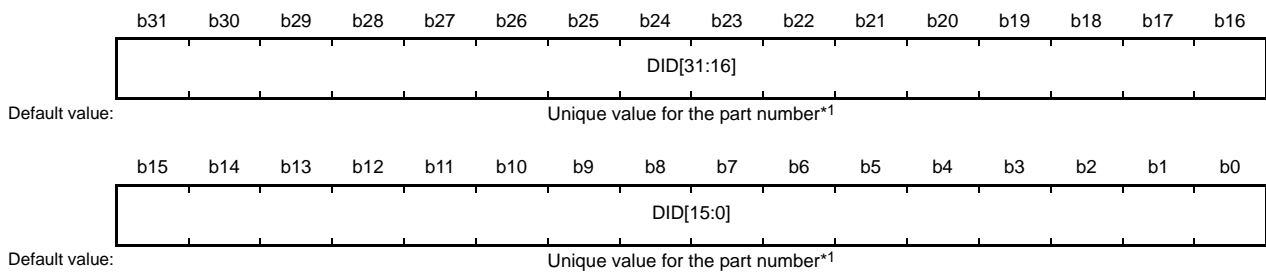 b31 b30 b29 b28 b27 b26 b25 b24 b23 b22 b21 b20 b19 b18 b17 b16
DID[31:16]
Default value: Unique value for the part number*1
b15 b14 b13 b12 b11 b10 b9 b8 b7 b6 b5 b4 b3 b2 b1 b0
DID[15:0]
Default value: Unique value for the part number*1